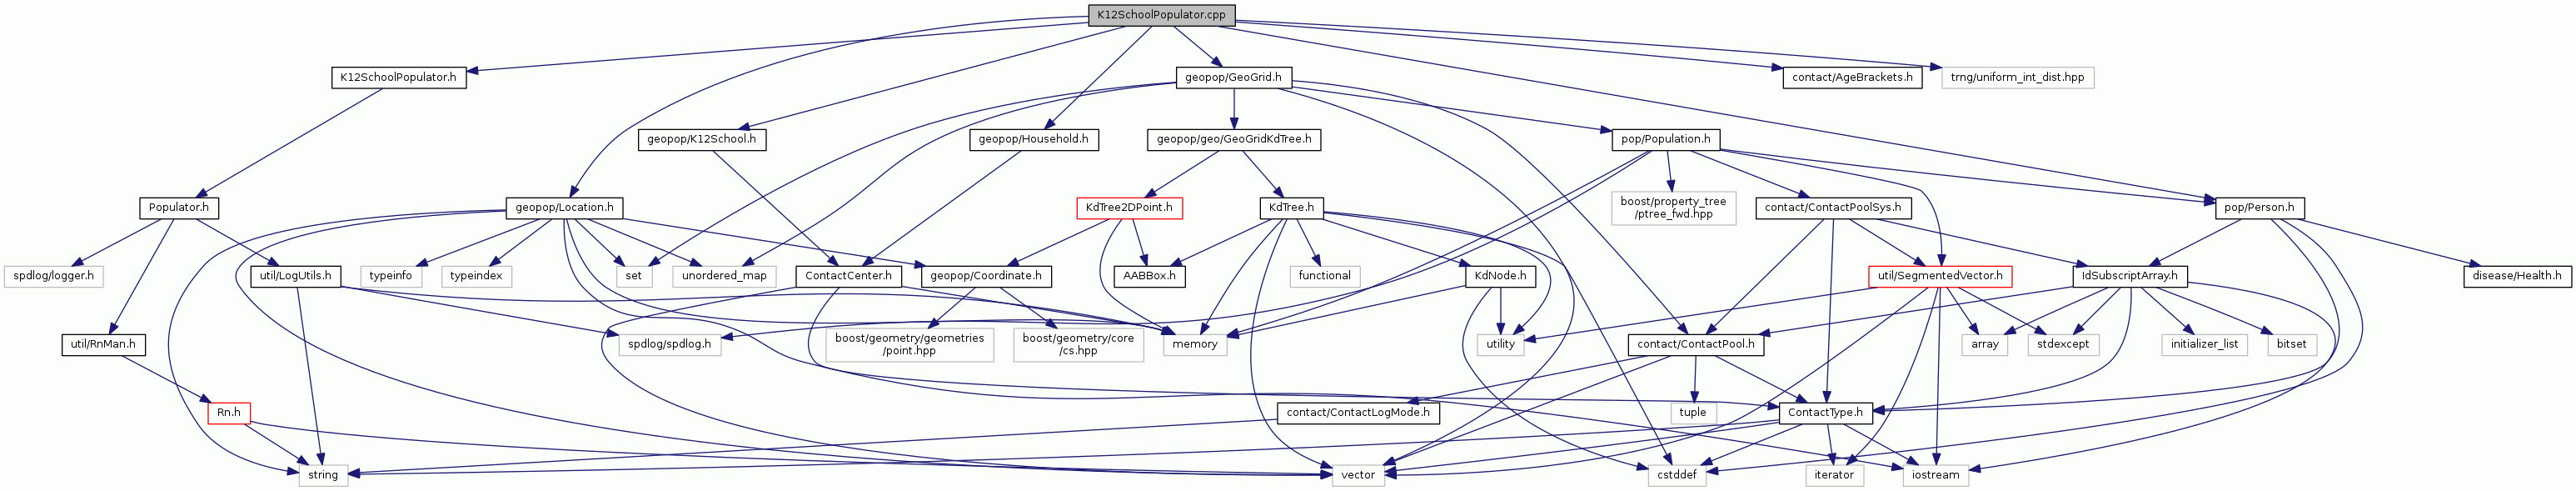 K12SchoolPopulator.cpp
K12SchoolPopulator.h
geopop/GeoGrid.h
contact/AgeBrackets.h
trng/uniform_int_dist.hpp
geopop/K12School.h
geopop/Household.h
geopop/geo/GeoGridKdTree.h
pop/Population.h
Populator.h
geopop/Location.h
KdTree2DPoint.h
KdTree.h
boost/property_tree
/ptree_fwd.hpp
contact/ContactPoolSys.h
pop/Person.h
spdlog/logger.h
util/LogUtils.h
typeinfo
typeindex
set
unordered_map
ContactCenter.h
geopop/Coordinate.h
AABBox.h
functional
KdNode.h
util/SegmentedVector.h
IdSubscriptArray.h
disease/Health.h
util/RnMan.h
spdlog/spdlog.h
boost/geometry/geometries
/point.hpp
boost/geometry/core
/cs.hpp
memory
utility
contact/ContactPool.h
array
stdexcept
initializer_list
bitset
Rn.h
contact/ContactLogMode.h
tuple
ContactType.h
string
vector
cstddef
iterator
iostream